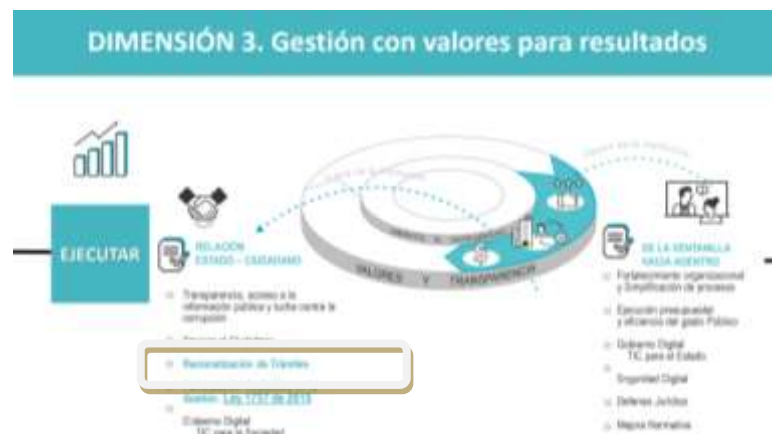 DIMENSIÓN 3. Gestión con valores para resultados
EJECUTAR
RELACIÓN
ESTADO - CIUDADANO
Transparencia, acceso a la
información pública y lucha contra la
corrupción
Racionalización de Trámites
Ley 1757 de 2015
Gobierno Digital
TIC para la Sociedad
VALORES Y TRANSPARENCIA
DE LA VENTANILLA
HACIA ADENTRO
Fortalecimiento organizacional
y Simplificación de procesos
Ejecución presupuestal
y eficiencia del gasto Público
Gobierno Digital
TIC para el Estado
Seguridad Digital
Defensa Jurídica
Mejora Normativa